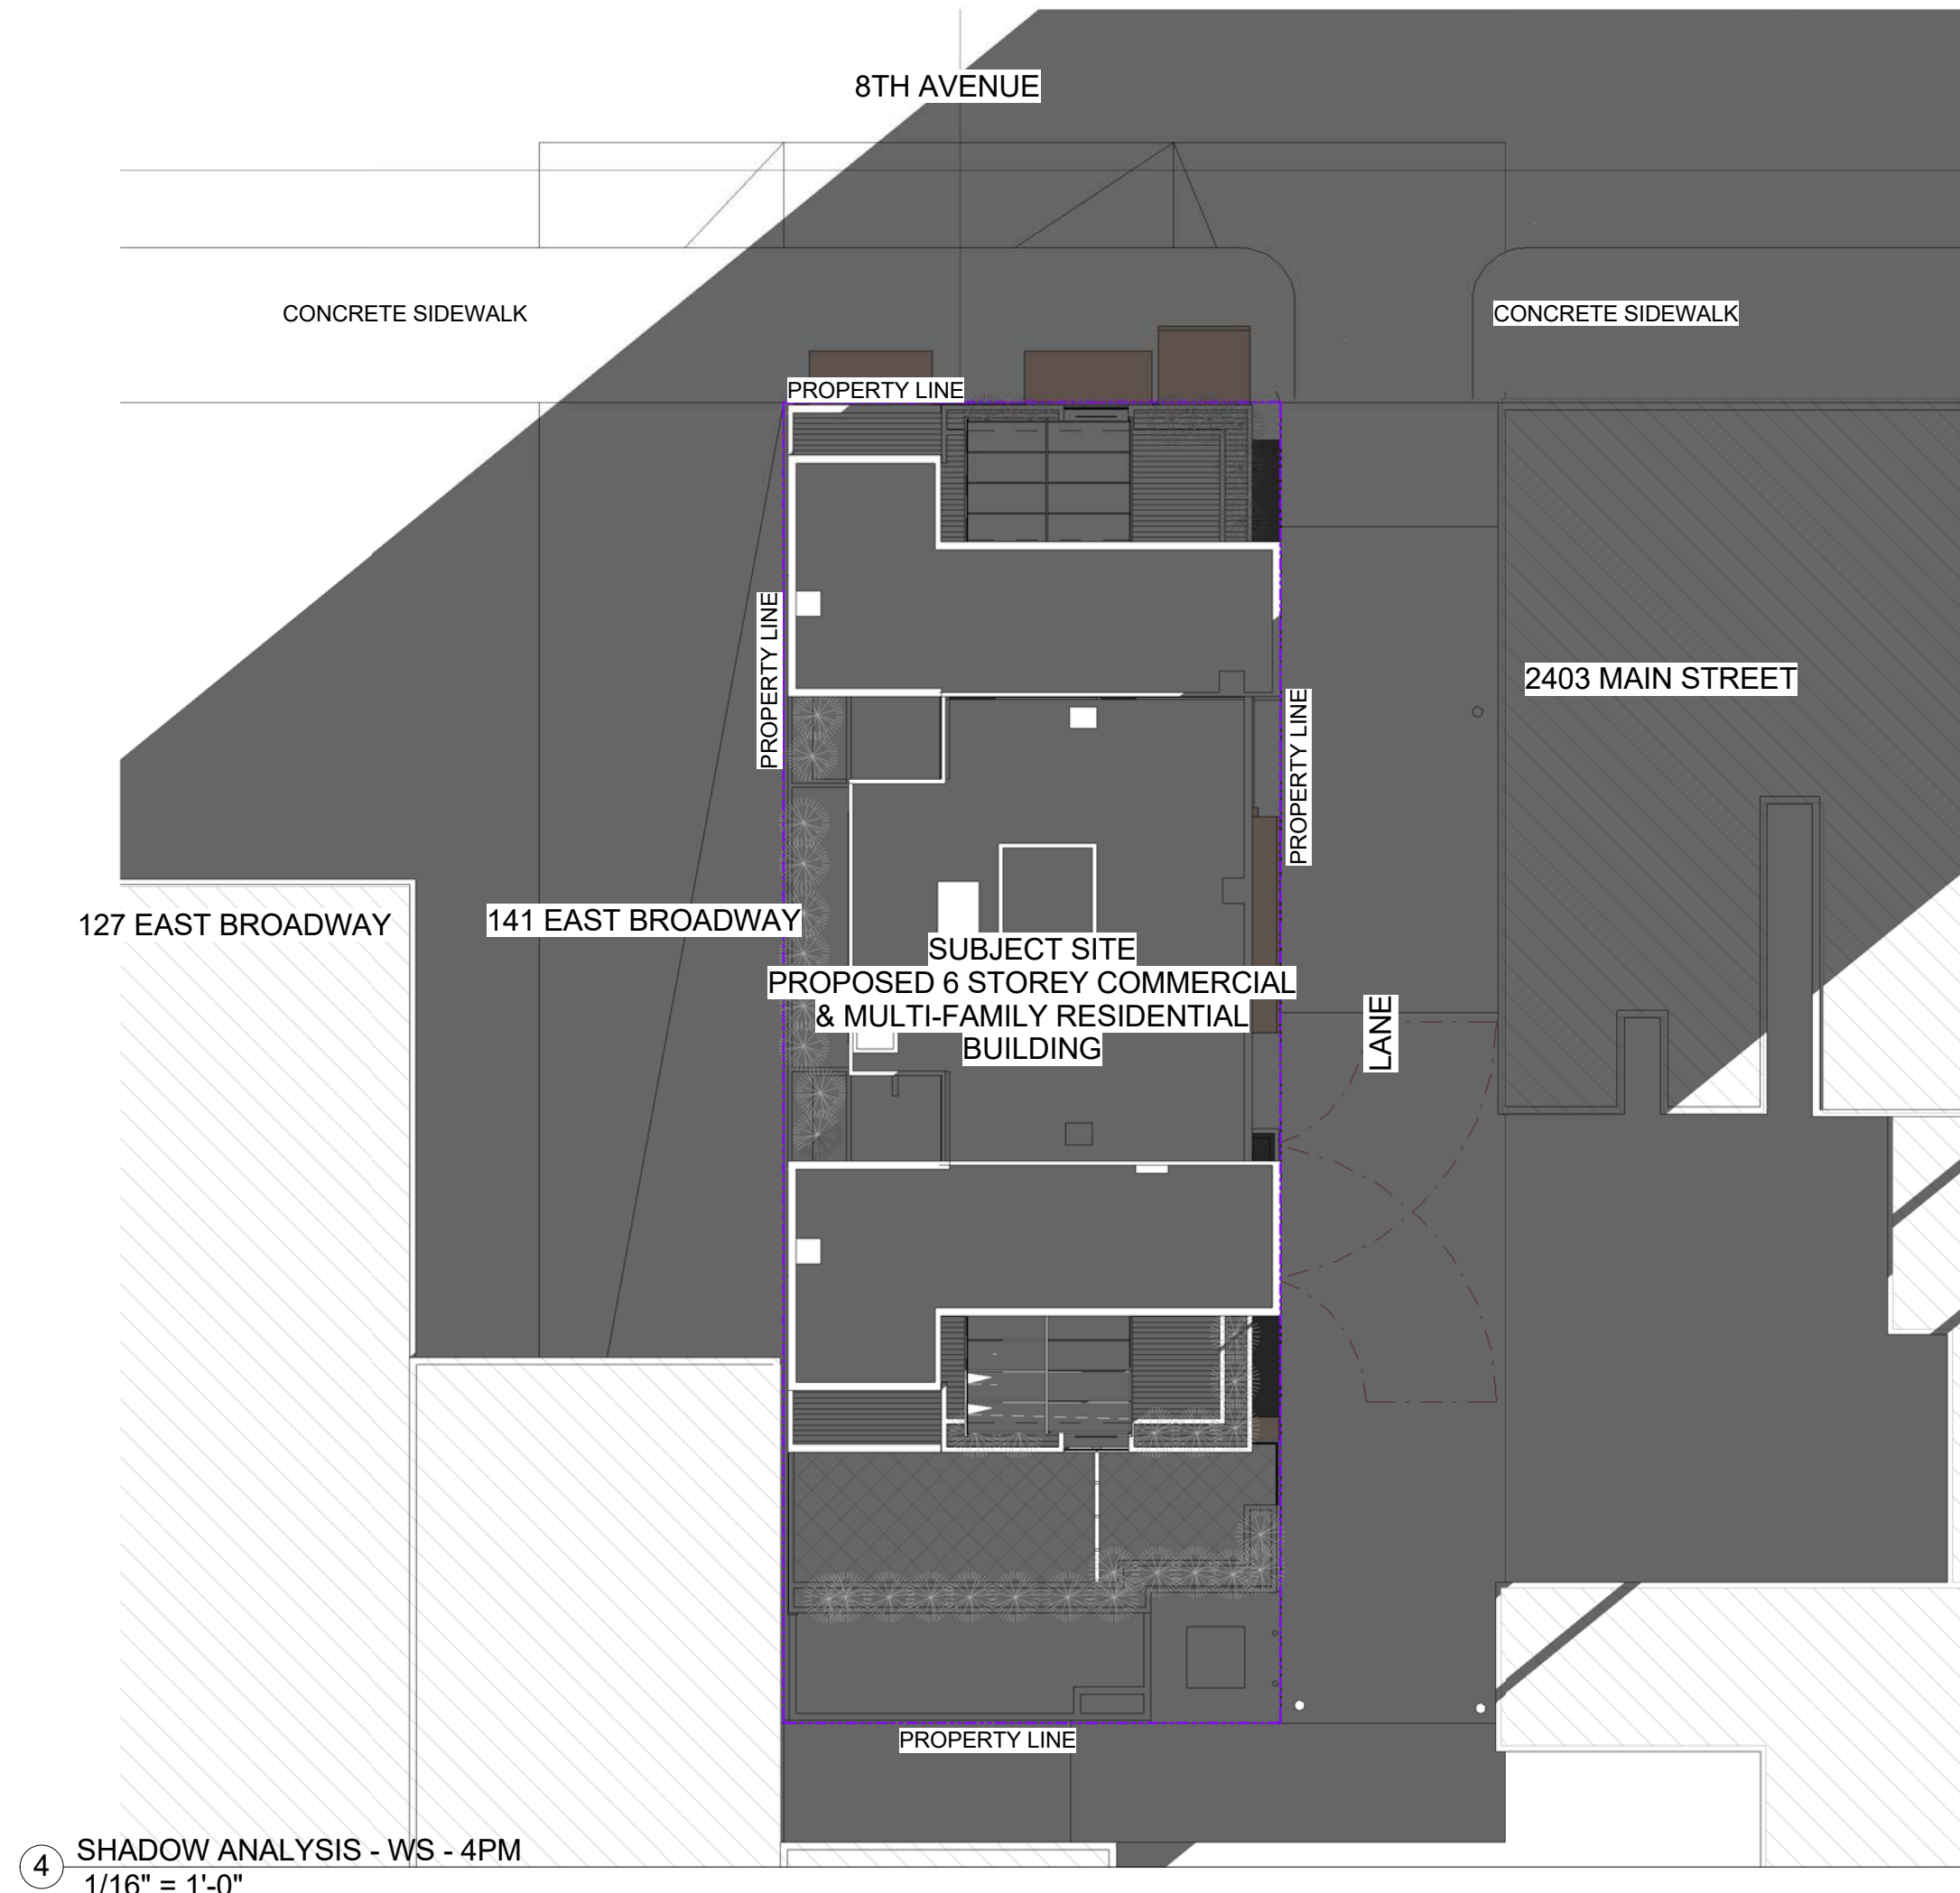 8TH AVENUE
CONCRETE SIDEWALK
CONCRETE SIDEWALK
PROPERTY LINE
PROPERTY LINE
2403 MAIN STREET
PROPERTY LINE
127 EAST BROADWAY
141 EAST BROADWAY
SUBJECT SITE
PROPOSED 6 STOREY COMMERCIAL
& MULTI-FAMILY RESIDENTIAL
BUILDING
LANE
PROPERTY LINE
4
SHADOW ANALYSIS - WS - 4PM
1/16" = 1'-0"